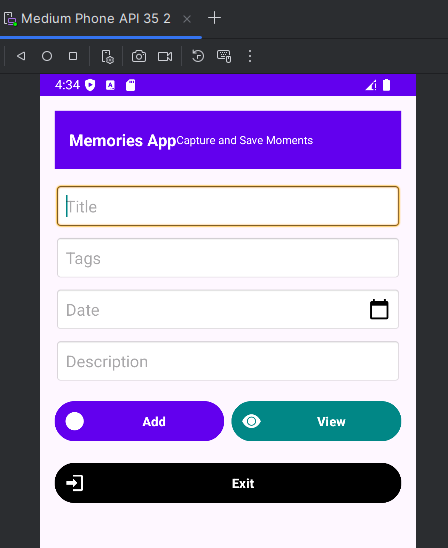 Medium Phone API 35 2
4:34
Memories App Capture and Save Moments
Title
Tags
Date
Description
Add View
Exit